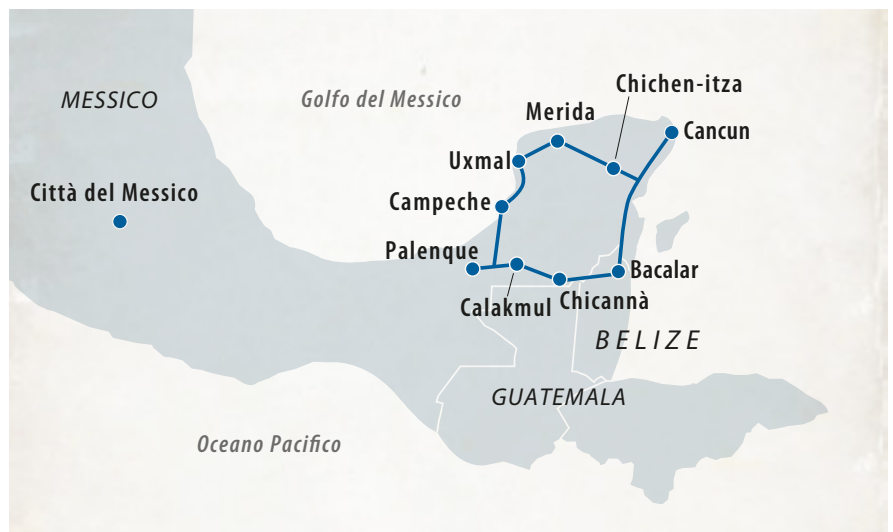 Chichen-itza
MESSICO
Golfo del Messico
Merida
Cancun
Uxmal
Città del Messico
Campeche
Palenque
Bacalar
Calakmul
Chicannà
BELIZE
GUATEMALA
Oceano Pacifico